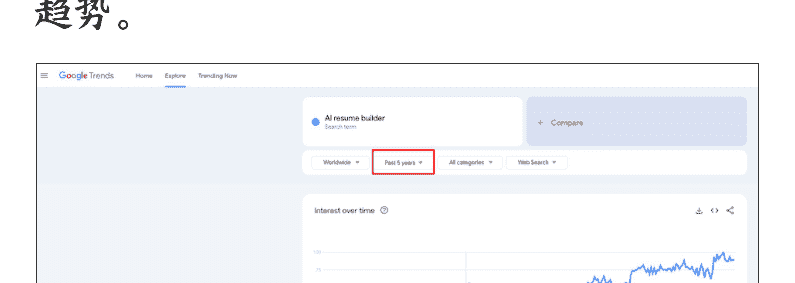 趋势。
Google Trends Home Explore Trending Now
AI resume builder
Search term
+ Compare
Worldwide Past 5 years All categories Web Search
Interest over time
100
75